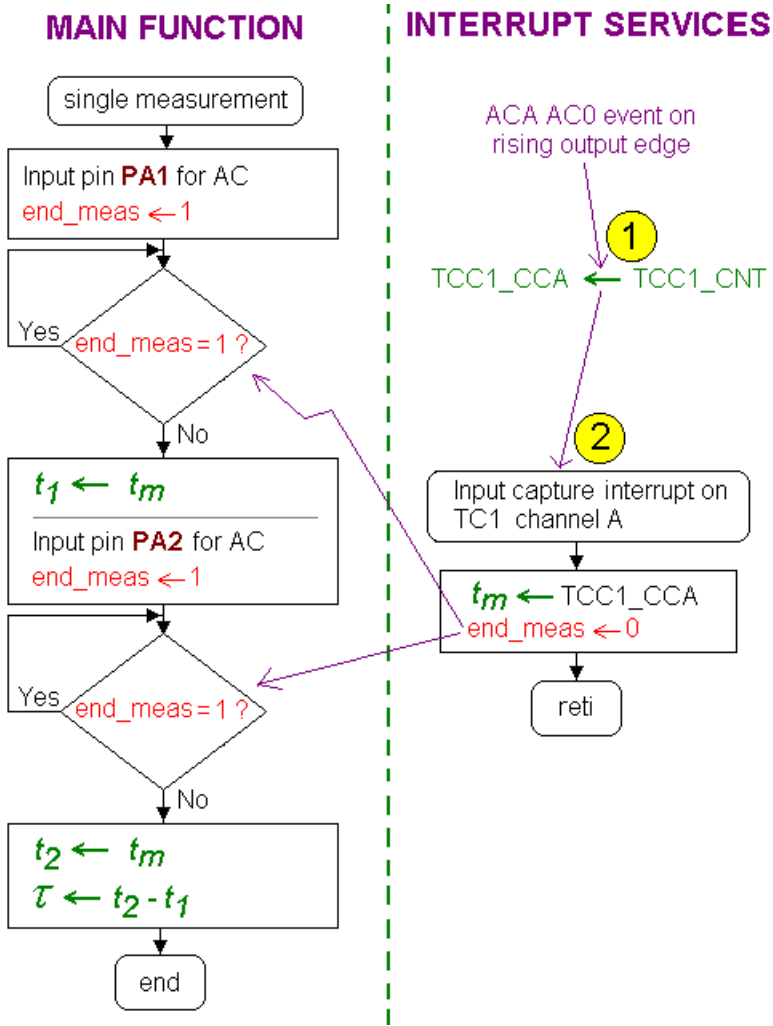 MAIN FUNCTION
single measurement
Input pin PA1 for AC
end_meas ← 1
Yes
end_meas = 1 ?
No
t1 ← tm
Input pin PA2 for AC
end_meas ← 1
Yes
end_meas = 1 ?
No
t2 ← tm
τ ← t2 - t1
end
INTERRUPT SERVICES
ACA AC0 event on
rising output edge
1
TCC1_CCA ← TCC1_CNT
2
Input capture interrupt on
TC1 channel A
tm ← TCC1_CCA
end_meas ← 0
reti